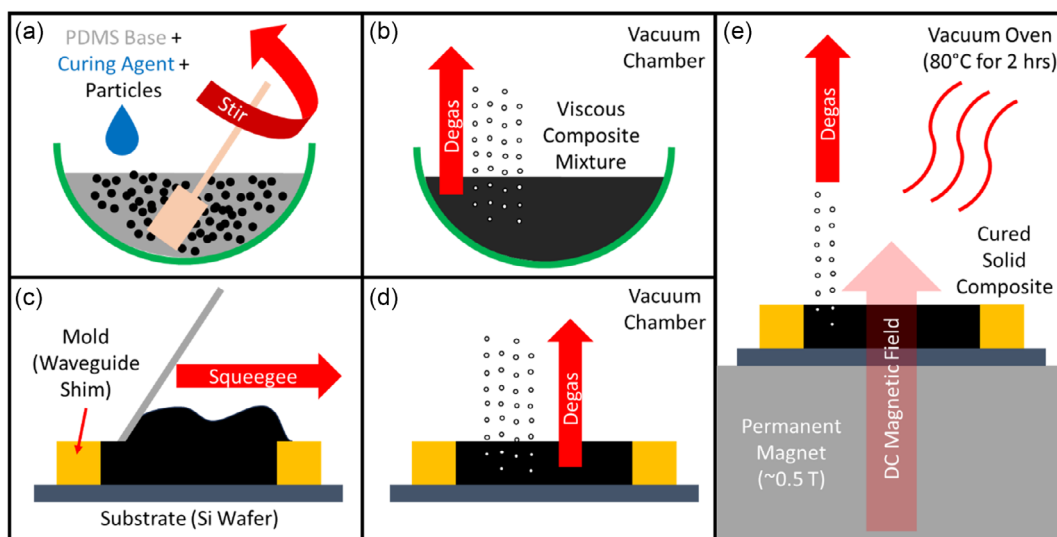 (a)
PDMS Base +
Curing Agent +
Particles
Stir
(b)
Vacuum
Chamber
Degas
Viscous
Composite
Mixture
(c)
Mold
(Waveguide
Shim)
Squeegee
Substrate (Si Wafer)
(d)
Vacuum
Chamber
Degas
(e)
Vacuum Oven
(80°C for 2 hrs)
Degas
Cured
Solid
Composite
DC Magnetic Field
Permanent
Magnet
(~0.5 T)